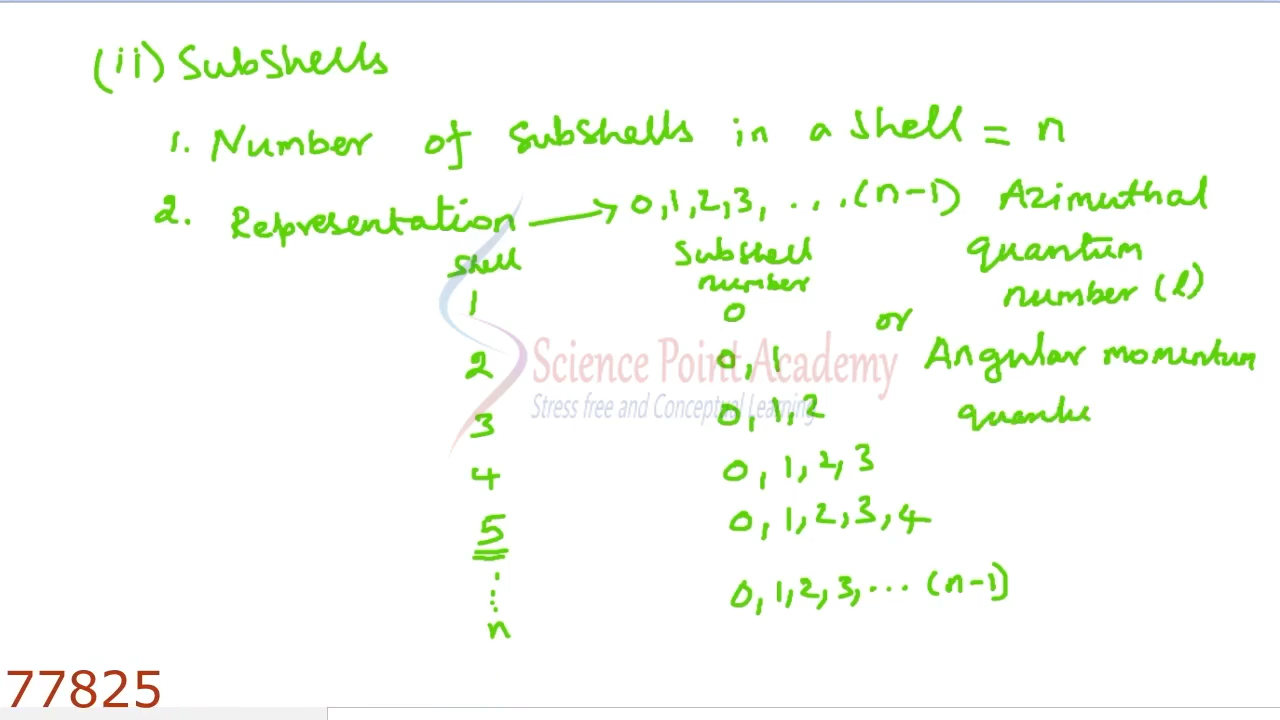 (ii) Subshells
1. Number of subshells in a shell = n
2. Representation → 0,1,2,3, ...,(n-1) Azimuthal
shell subshell quantum
number number (l)
1 0 or
Science Point Academy
2 0, 1 Angular momentum
Stress free and Conceptual Learning
3 0, 1, 2 quantu
4 0, 1, 2, 3
5 0, 1, 2, 3, 4
⋮
n 0, 1, 2, 3, ... (n-1)
77825